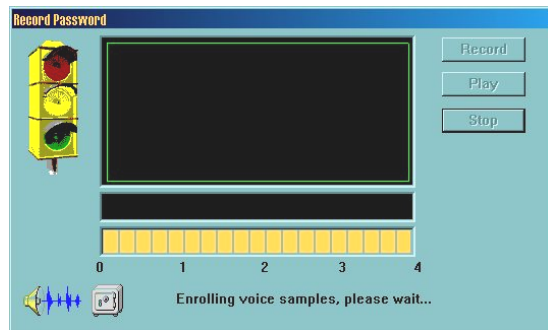 Record Password
Record
Play
Stop
0 1 2 3 4
Enrolling voice samples, please wait...